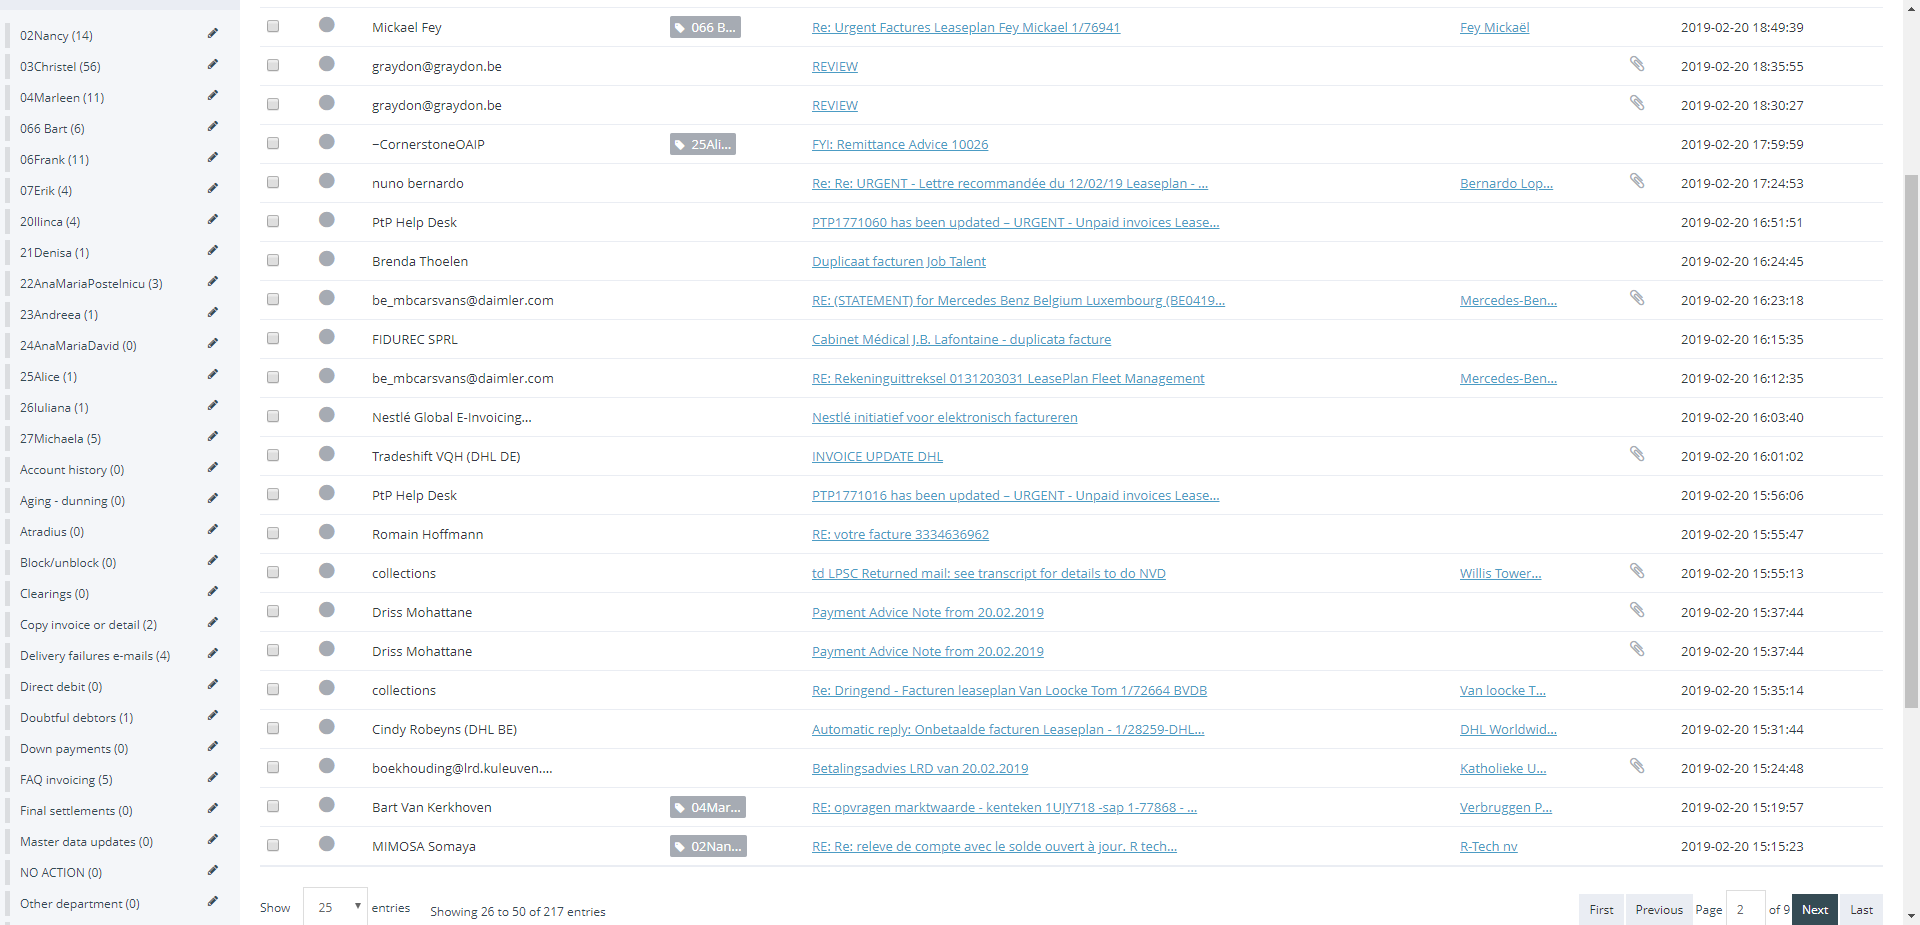 02Nancy (14)
03Christel (56)
04Marleen (11)
066 Bart (6)
06Frank (11)
07Erik (4)
20Ilinca (4)
21Denisa (1)
22AnaMariaPostelnicu (3)
23Andreea (1)
24AnaMariaDavid (0)
25Alice (1)
26Iuliana (1)
27Michaela (5)
Account history (0)
Aging - dunning (0)
Atradius (0)
Block/unblock (0)
Clearings (0)
Copy invoice or detail (2)
Delivery failures e-mails (4)
Direct debit (0)
Doubtful debtors (1)
Down payments (0)
FAQ invoicing (5)
Final settlements (0)
Master data updates (0)
NO ACTION (0)
Other department (0)
Mickael Fey 066 B... Re: Urgent Factures Leaseplan Fey Mickael 1/76941 Fey Mickaël 2019-02-20 18:49:39
graydon@graydon.be REVIEW 2019-02-20 18:35:55
graydon@graydon.be REVIEW 2019-02-20 18:30:27
~CornerstoneOAIP 25Ali... FYI: Remittance Advice 10026 2019-02-20 17:59:59
nuno bernardo Re: Re: URGENT - Lettre recommandée du 12/02/19 Leaseplan - ... Bernardo Lop... 2019-02-20 17:24:53
PtP Help Desk PTP1771060 has been updated – URGENT - Unpaid invoices Lease... 2019-02-20 16:51:51
Brenda Thoelen Duplicaat facturen Job Talent 2019-02-20 16:24:45
be_mbcarsvans@daimler.com RE: (STATEMENT) for Mercedes Benz Belgium Luxembourg (BE0419... Mercedes-Ben... 2019-02-20 16:23:18
FIDUREC SPRL Cabinet Médical J.B. Lafontaine - duplicata facture 2019-02-20 16:15:35
be_mbcarsvans@daimler.com RE: Rekeninguittreksel 0131203031 LeasePlan Fleet Management Mercedes-Ben... 2019-02-20 16:12:35
Nestlé Global E-Invoicing... Nestlé initiatief voor elektronisch factureren 2019-02-20 16:03:40
Tradeshift VQH (DHL DE) INVOICE UPDATE DHL 2019-02-20 16:01:02
PtP Help Desk PTP1771016 has been updated – URGENT - Unpaid invoices Lease... 2019-02-20 15:56:06
Romain Hoffmann RE: votre facture 3334636962 2019-02-20 15:55:47
collections td LPSC Returned mail: see transcript for details to do NVD Willis Tower... 2019-02-20 15:55:13
Driss Mohattane Payment Advice Note from 20.02.2019 2019-02-20 15:37:44
Driss Mohattane Payment Advice Note from 20.02.2019 2019-02-20 15:37:44
collections Re: Dringend - Facturen leaseplan Van Loocke Tom 1/72664 BVDB Van loocke T... 2019-02-20 15:35:14
Cindy Robeyns (DHL BE) Automatic reply: Onbetaalde facturen Leaseplan - 1/28259-DHL... DHL Worldwid... 2019-02-20 15:31:44
boekhouding@lrd.kuleuven.... Betalingsadvies LRD van 20.02.2019 Katholieke U... 2019-02-20 15:24:48
Bart Van Kerkhoven 04Mar... RE: opvragen marktwaarde - kenteken 1UJY718 -sap 1-77868 - ... Verbruggen P... 2019-02-20 15:19:57
MIMOSA Somaya 02Nan... RE: Re: releve de compte avec le solde ouvert à jour. R tech... R-Tech nv 2019-02-20 15:15:23
Show 25 entries Showing 26 to 50 of 217 entries First Previous Page 2 of 9 Next Last